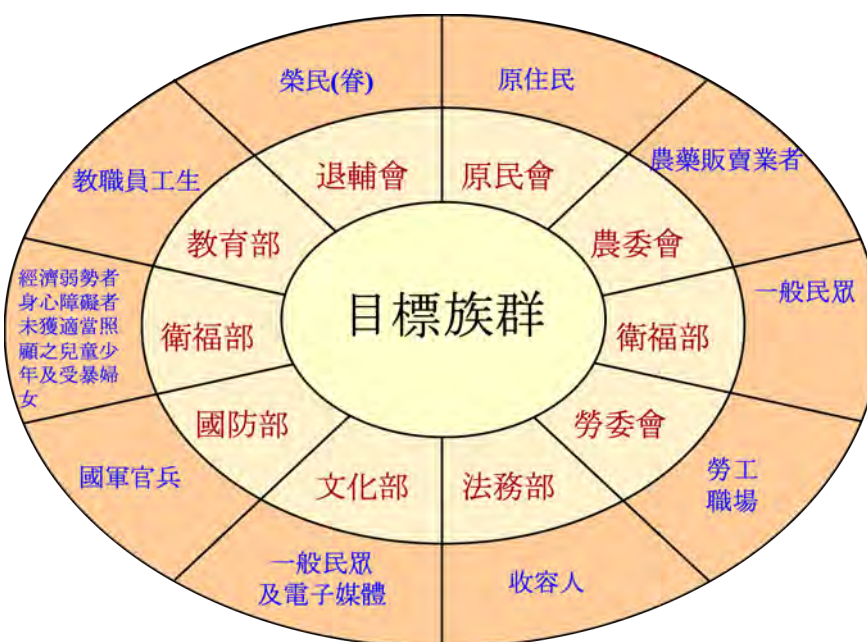 榮民(眷)
原住民
農藥販賣業者
一般民眾
勞工
職場
收容人
一般民眾
及電子媒體
國軍官兵
經濟弱勢者
身心障礙者
未獲適當照
顧之兒童少
年及受暴婦
女
教職員工生
退輔會
原民會
農委會
衛福部
勞委會
法務部
文化部
國防部
衛福部
教育部
目標族群